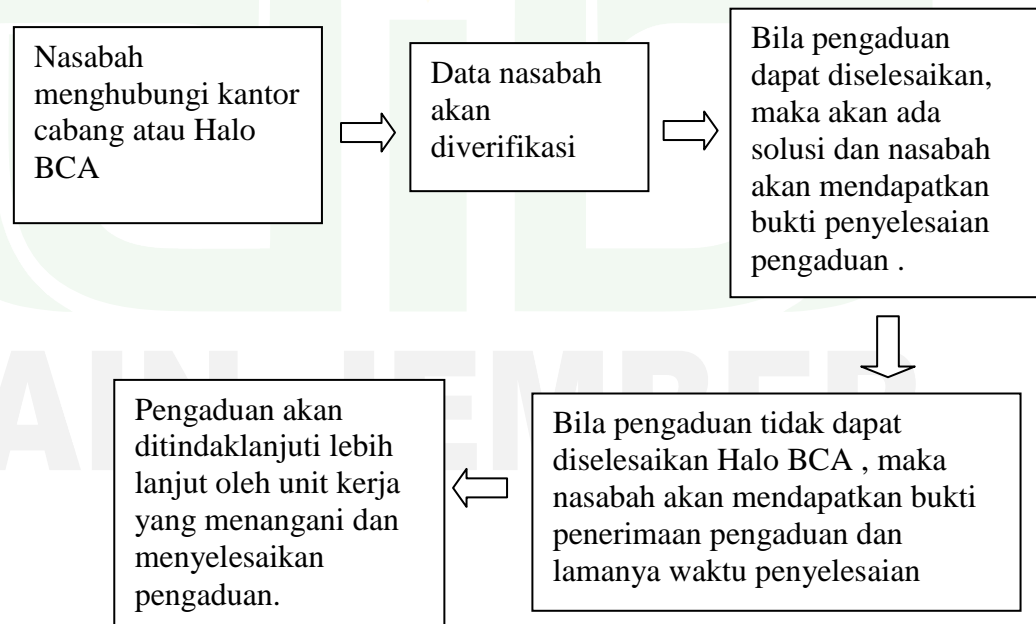 Nasabah
menghubungi kantor
cabang atau Halo
BCA
Data nasabah
akan
diverifikasi
Bila pengaduan
dapat diselesaikan,
maka akan ada
solusi dan nasabah
akan mendapatkan
bukti penyelesaian
pengaduan .
Bila pengaduan tidak dapat
diselesaikan Halo BCA , maka
nasabah akan mendapatkan bukti
penerimaan pengaduan dan
lamanya waktu penyelesaian
Pengaduan akan
ditindaklanjuti lebih
lanjut oleh unit kerja
yang menangani dan
menyelesaikan
pengaduan.